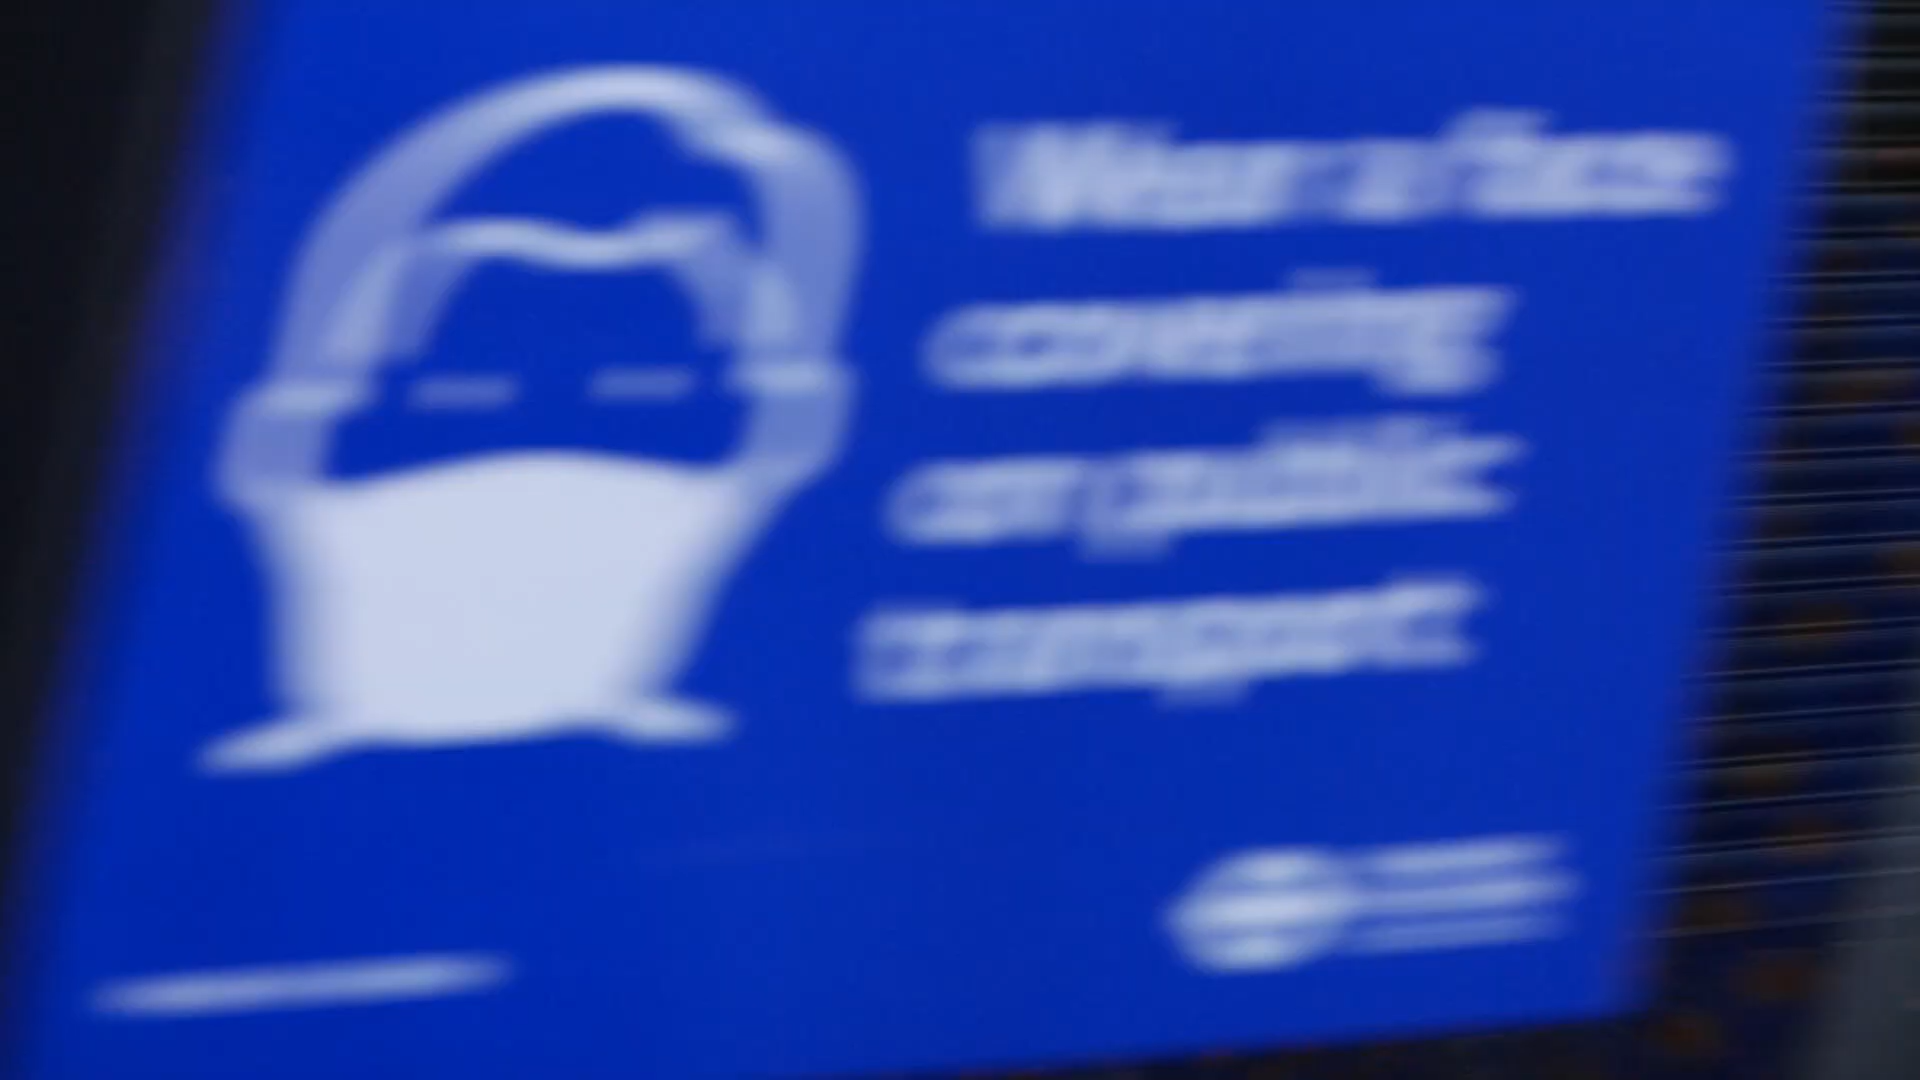 Wear a face
covering
on public
transport.